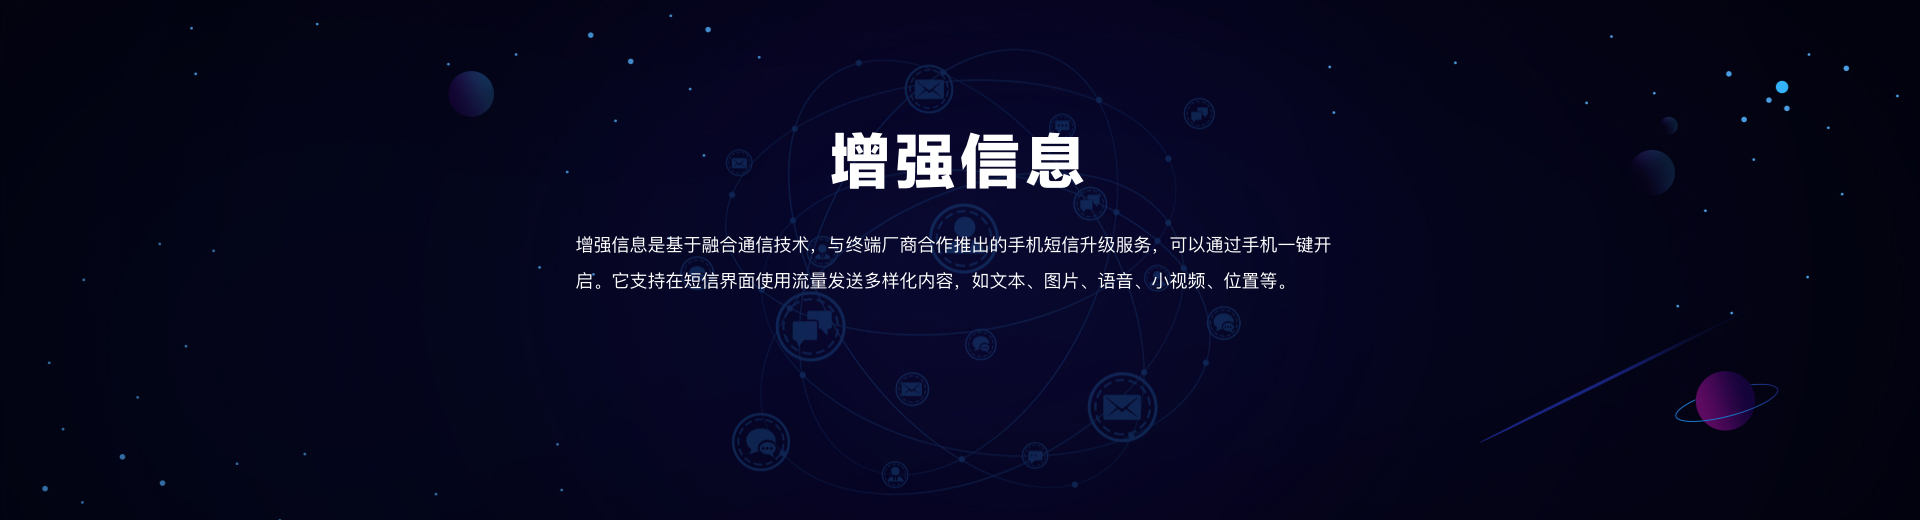 增强信息
增强信息是基于融合通信技术，与终端厂商合作推出的手机短信升级服务，可以通过手机一键开
启。它支持在短信界面使用流量发送多样化内容，如文本、图片、语音、小视频、位置等。